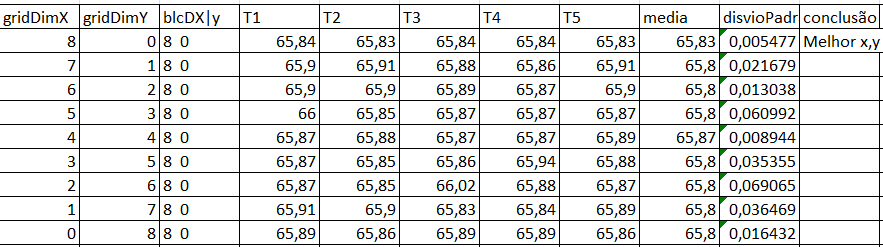 gridDimX gridDimY blcDX|y T1 T2 T3 T4 T5 media disvioPadr conclusão
8 0 8 0 65,84 65,83 65,84 65,84 65,83 65,83 0,005477 Melhor x,y
7 1 8 0 65,9 65,91 65,88 65,86 65,91 65,8 0,021679
6 2 8 0 65,9 65,9 65,89 65,87 65,9 65,8 0,013038
5 3 8 0 66 65,85 65,87 65,87 65,87 65,8 0,060992
4 4 8 0 65,87 65,88 65,87 65,87 65,89 65,87 0,008944
3 5 8 0 65,87 65,85 65,86 65,94 65,88 65,8 0,035355
2 6 8 0 65,87 65,85 66,02 65,88 65,87 65,8 0,069065
1 7 8 0 65,91 65,9 65,83 65,84 65,89 65,8 0,036469
0 8 8 0 65,89 65,86 65,89 65,89 65,86 65,8 0,016432